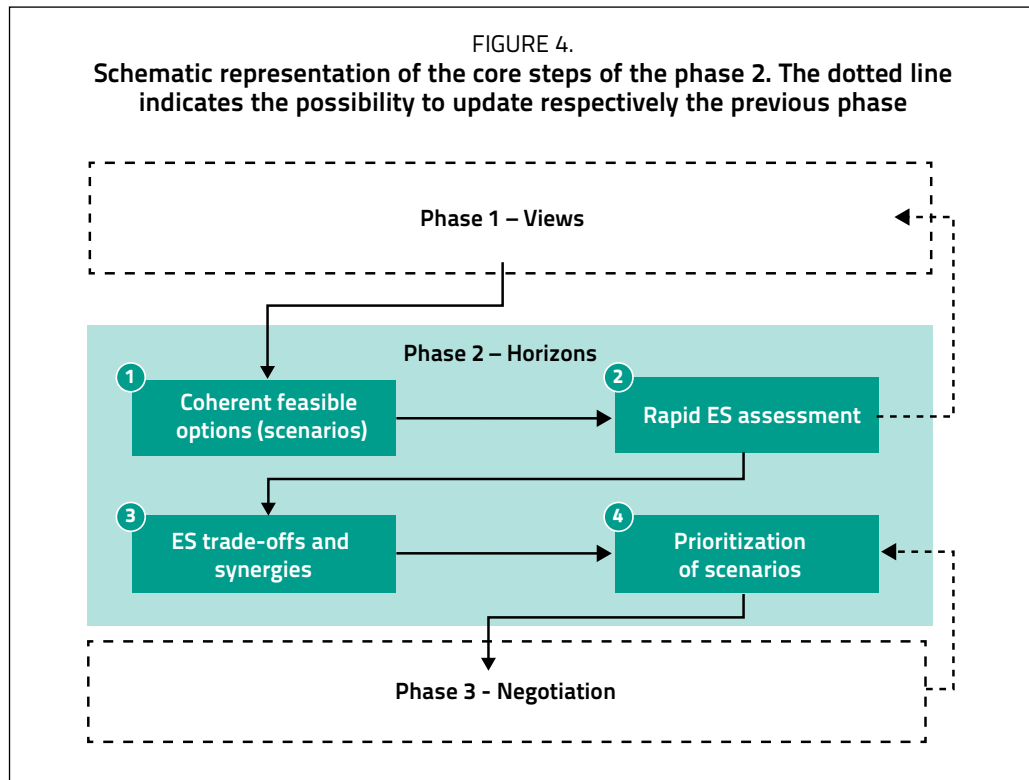 FIGURE 4.
Schematic representation of the core steps of the phase 2. The dotted line
indicates the possibility to update respectively the previous phase
Phase 1 – Views
Phase 2 – Horizons
1
Coherent feasible
options (scenarios)
2
Rapid ES assessment
3
ES trade-offs and
synergies
4
Prioritization
of scenarios
Phase 3 - Negotiation